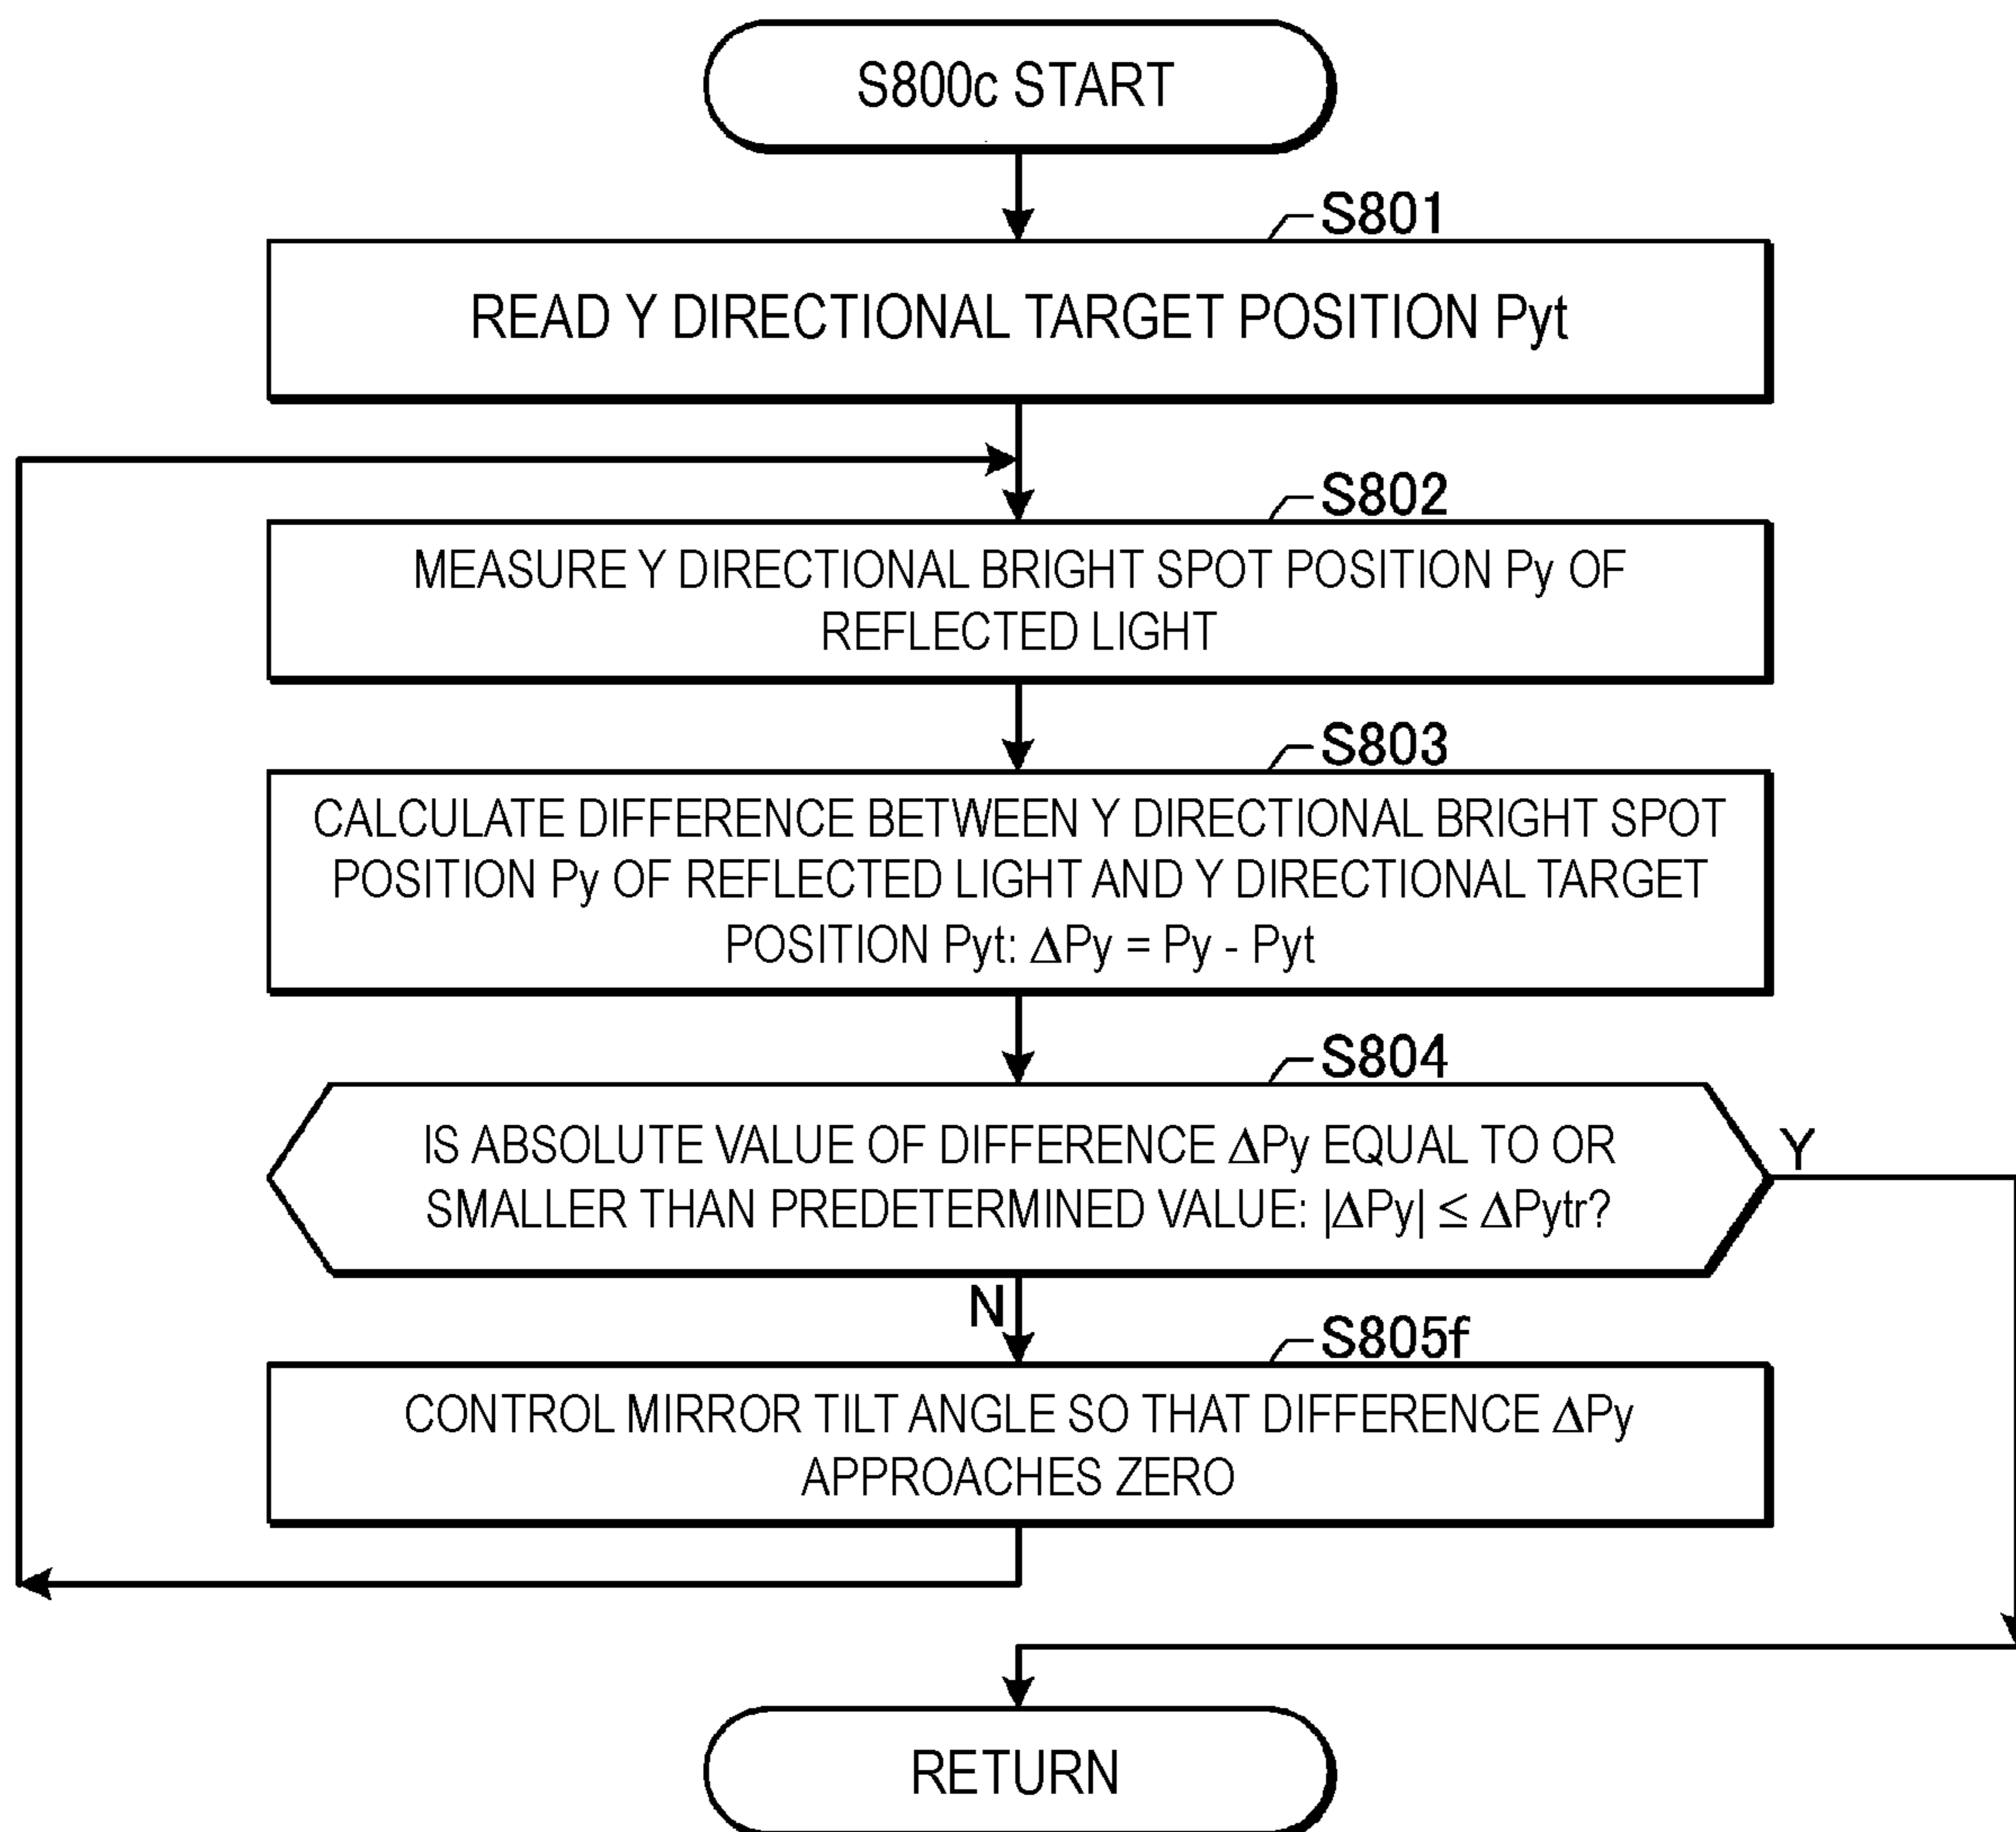 S800c START
S801
READ Y DIRECTIONAL TARGET POSITION Pyt
S802
MEASURE Y DIRECTIONAL BRIGHT SPOT POSITION Py OF
REFLECTED LIGHT
S803
CALCULATE DIFFERENCE BETWEEN Y DIRECTIONAL BRIGHT SPOT
POSITION Py OF REFLECTED LIGHT AND Y DIRECTIONAL TARGET
POSITION Pyt: ΔPy = Py - Pyt
S804
IS ABSOLUTE VALUE OF DIFFERENCE ΔPy EQUAL TO OR
SMALLER THAN PREDETERMINED VALUE: |ΔPy| ≤ ΔPytr?
Y
N
S805f
CONTROL MIRROR TILT ANGLE SO THAT DIFFERENCE ΔPy
APPROACHES ZERO
RETURN